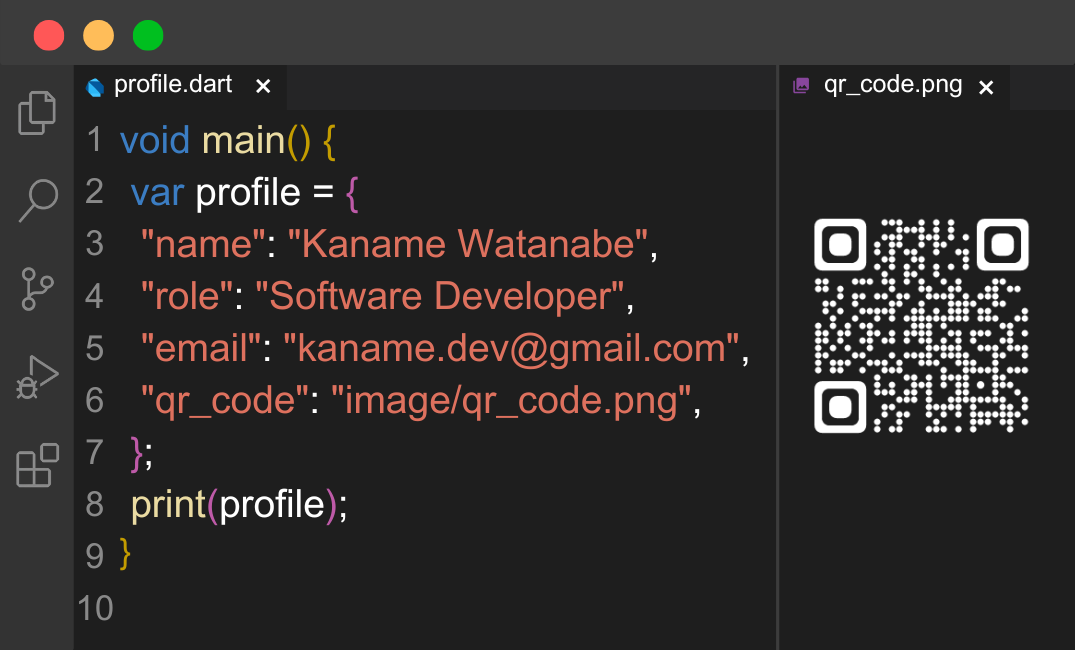 profile.dart ×
qr_code.png ×
1 void main() {
2 var profile = {
3 "name": "Kaname Watanabe",
4 "role": "Software Developer",
5 "email": "kaname.dev@gmail.com",
6 "qr_code": "image/qr_code.png",
7 };
8 print(profile);
9 }
10